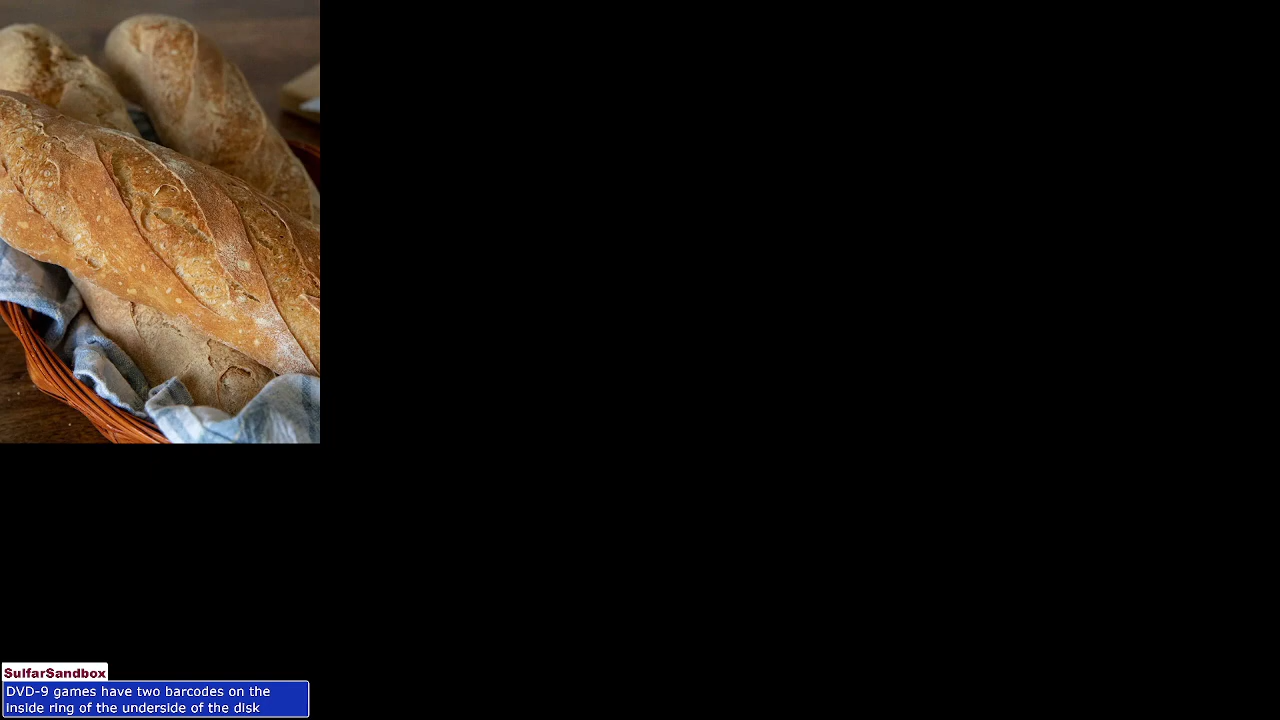 SulfarSandbox
DVD-9 games have two barcodes on the
inside ring of the underside of the disk